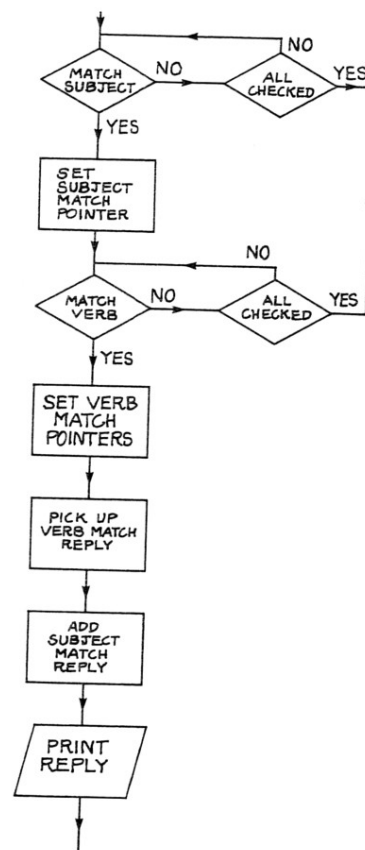 NO
MATCH
SUBJECT
NO
ALL
CHECKED
YES
YES
SET
SUBJECT
MATCH
POINTER
NO
MATCH
VERB
NO
ALL
CHECKED
YES
YES
SET VERB
MATCH
POINTERS
PICK UP
VERB MATCH
REPLY
ADD
SUBJECT
MATCH
REPLY
PRINT
REPLY